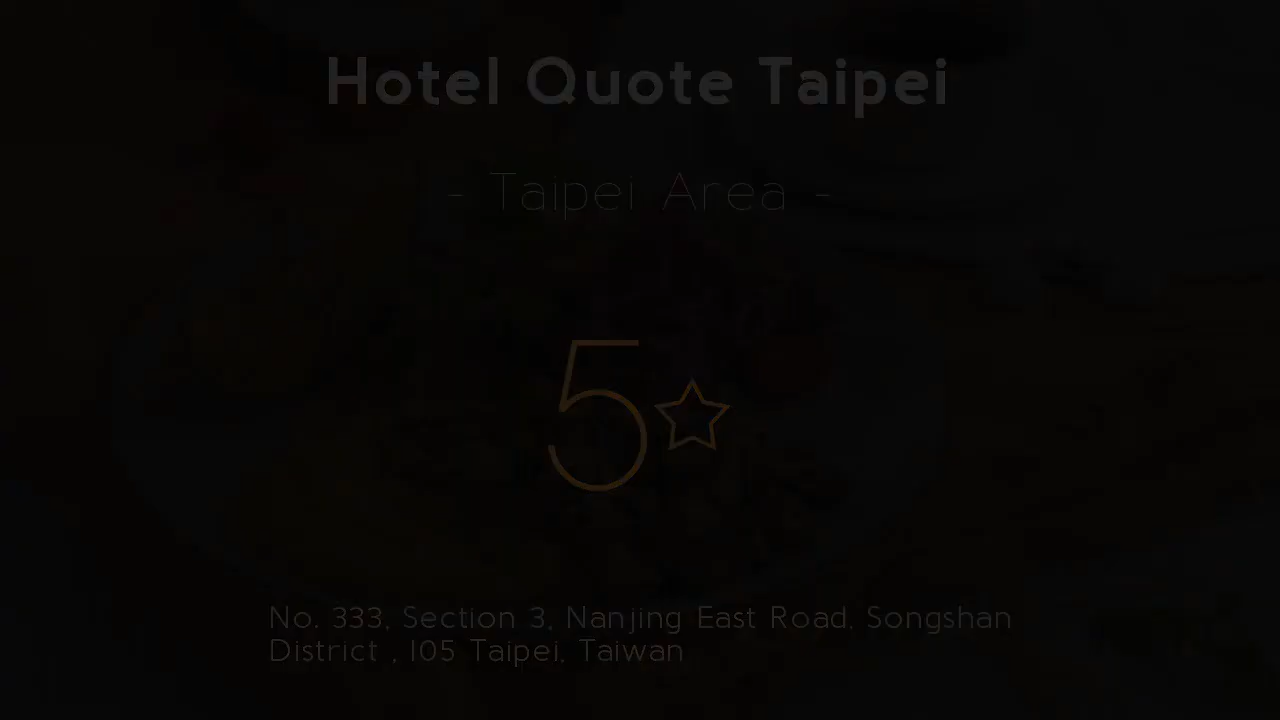 Hotel Quote Taipei
- Taipei Area -
5
No. 333, Section 3, Nanjing East Road, Songshan
District , 105 Taipei, Taiwan